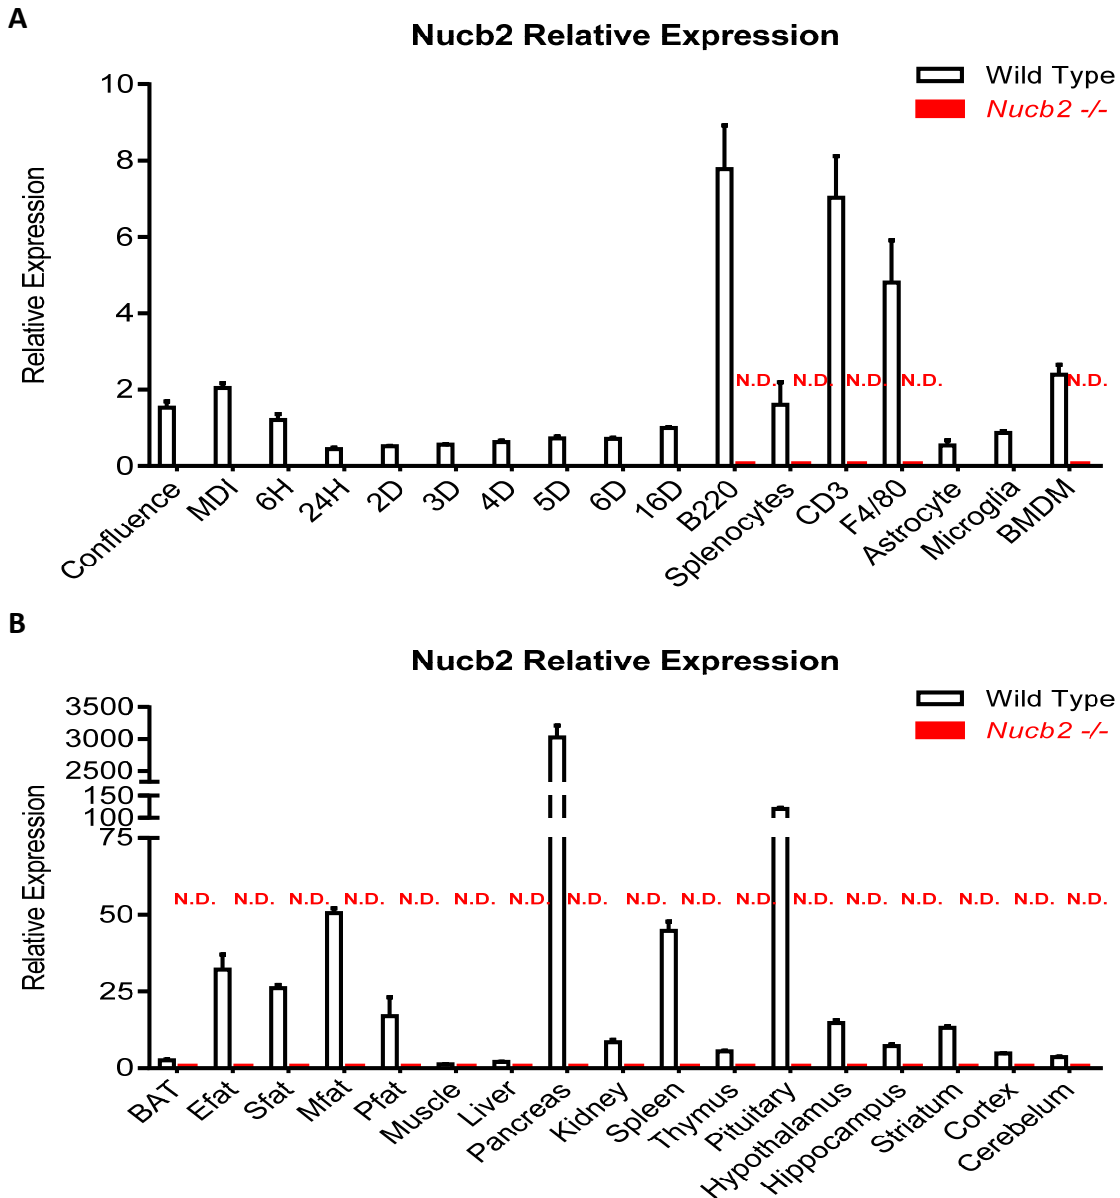 A
Nucb2 Relative Expression
Wild Type
Nucb2 -/-
Relative Expression
10
8
6
4
2
0
N.D. N.D. N.D. N.D. N.D.
Confluence MDI 6H 24H 2D 3D 4D 5D 6D 16D B220 Splenocytes CD3 F4/80 Astrocyte Microglia BMDM
B
Nucb2 Relative Expression
Wild Type
Nucb2 -/-
Relative Expression
3500
3000
2500
150
100
75
50
25
0
N.D. N.D. N.D. N.D. N.D. N.D. N.D. N.D. N.D. N.D. N.D. N.D. N.D. N.D. N.D. N.D. N.D.
BAT Efat Sfat Mfat Pfat Muscle Liver Pancreas Kidney Spleen Thymus Pituitary Hypothalamus Hippocampus Striatum Cortex Cerebelum